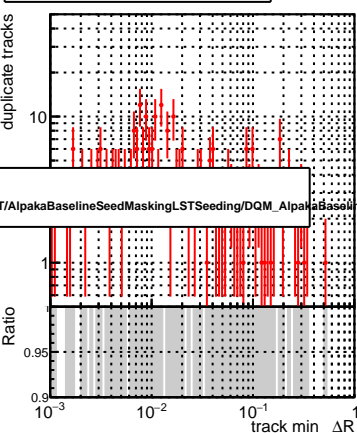 duplicate tracks
10
T/AlpakaBaselineSeedMaskingLSTSeeding/DQM_AlpakaBaselin
1
Ratio
1
0.95
0.9
10⁻³ 10⁻² 10⁻¹ 1
track min ΔR